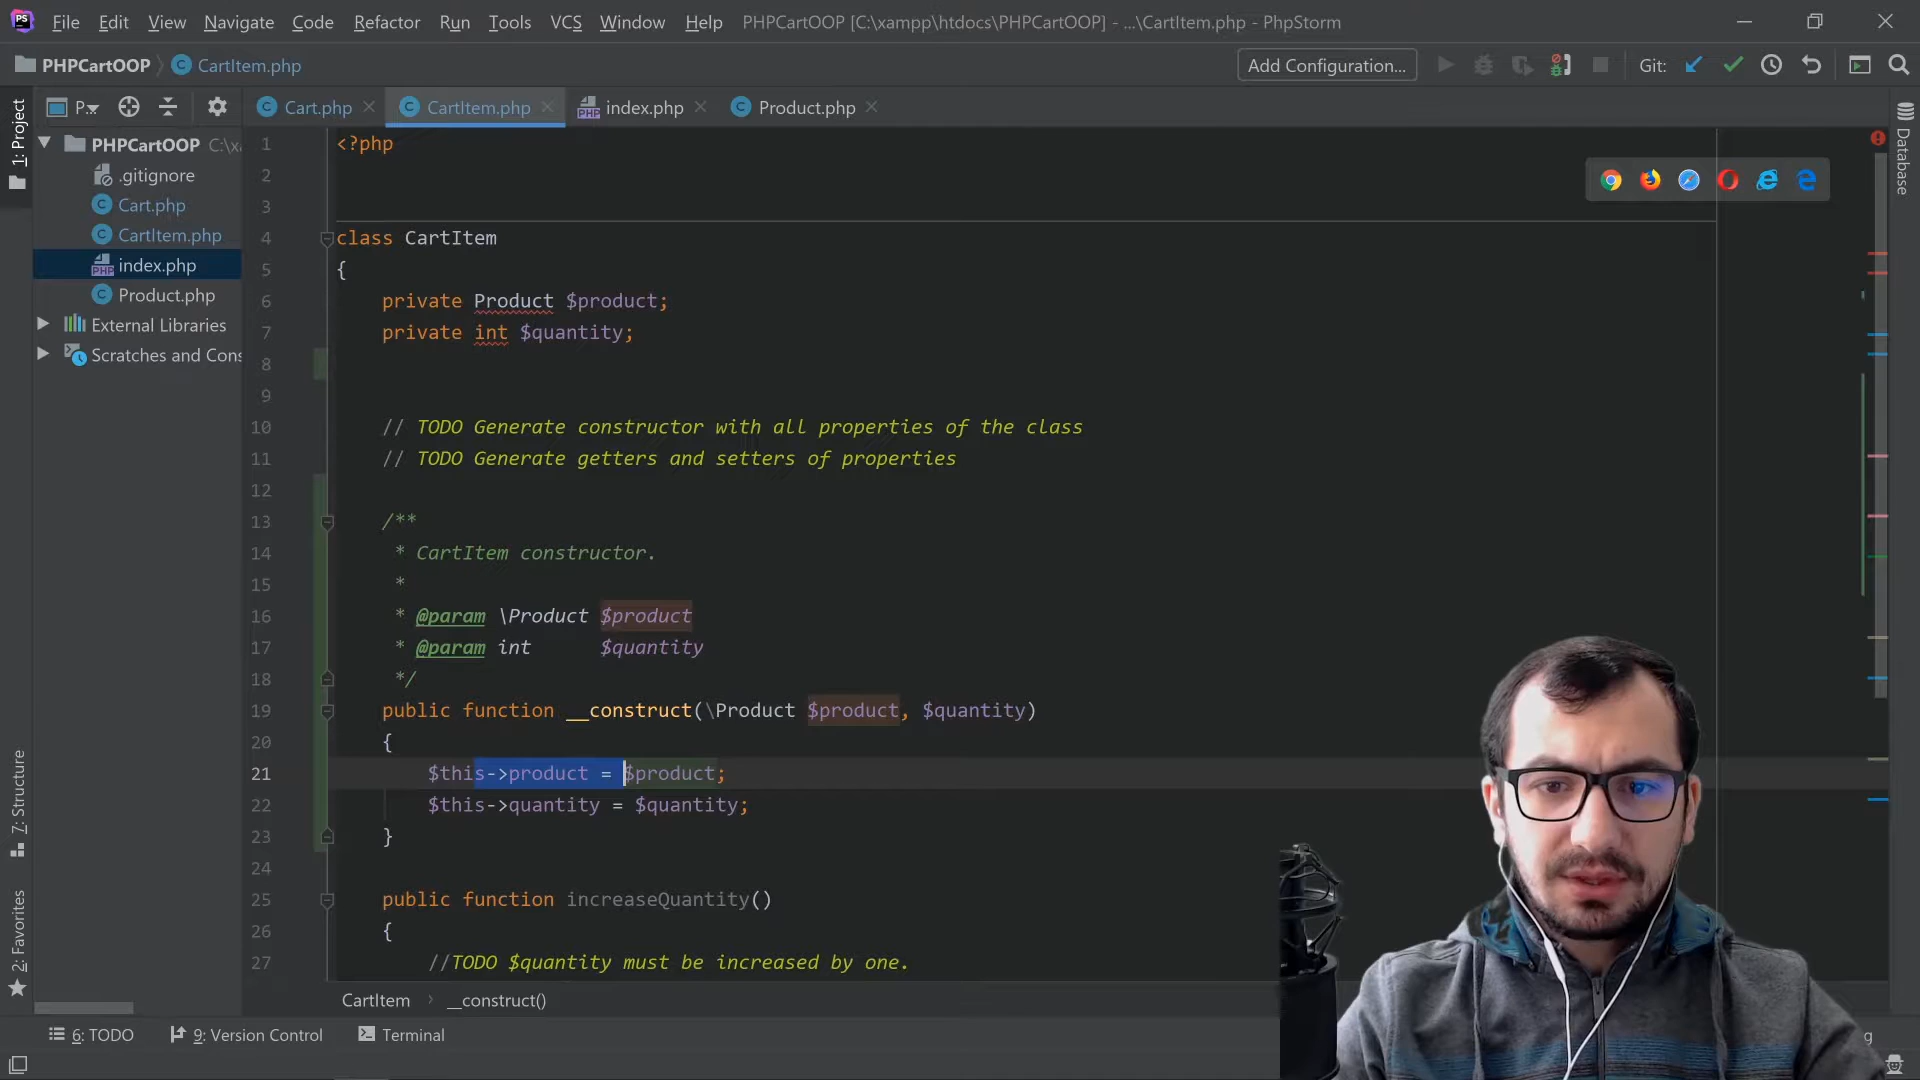 File Edit View Navigate Code Refactor Run Tools VCS Window Help PHPCartOOP [C:\xampp\htdocs\PHPCartOOP] - ...\CartItem.php - PhpStorm
PHPCartOOP CartItem.php Add Configuration... Git:
P... Cart.php CartItem.php index.php Product.php
1: Project
PHPCartOOP C:\xa
.gitignore
Cart.php
CartItem.php
index.php
Product.php
External Libraries
Scratches and Cons
7: Structure
2: Favorites
Database
1 <?php
2
3
4 class CartItem
5 {
6 private Product $product;
7 private int $quantity;
8
9
10 // TODO Generate constructor with all properties of the class
11 // TODO Generate getters and setters of properties
12
13 /**
14 * CartItem constructor.
15 *
16 * @param \Product $product
17 * @param int $quantity
18 */
19 public function __construct(\Product $product, $quantity)
20 {
21 $this->product = $product;
22 $this->quantity = $quantity;
23 }
24
25 public function increaseQuantity()
26 {
27 //TODO $quantity must be increased by one.
CartItem › __construct()
6: TODO 9: Version Control Terminal